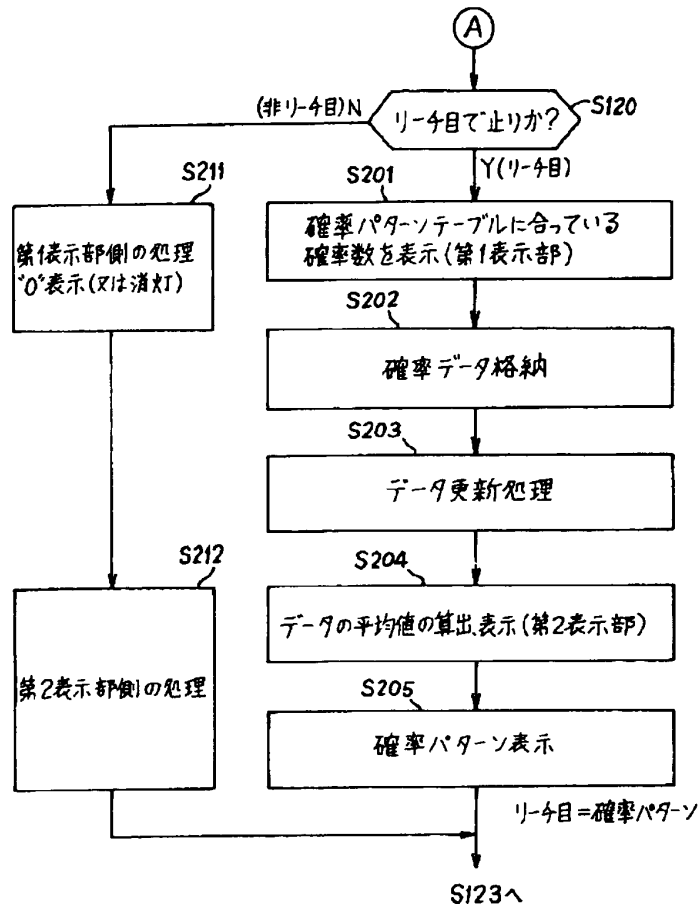 A
リーチ目で止りか?
S120
(非リーチ目)N
Y(リーチ目)
S211
第1表示部側の処理
"0"表示(又は消灯)
S201
確率パターンテーブルに合っている
確率数を表示(第1表示部)
S202
確率データ格納
S203
データ更新処理
S204
データの平均値の算出、表示(第2表示部)
S212
第2表示部側の処理
S205
確率パターン表示
リーチ目=確率パターン
S123へ